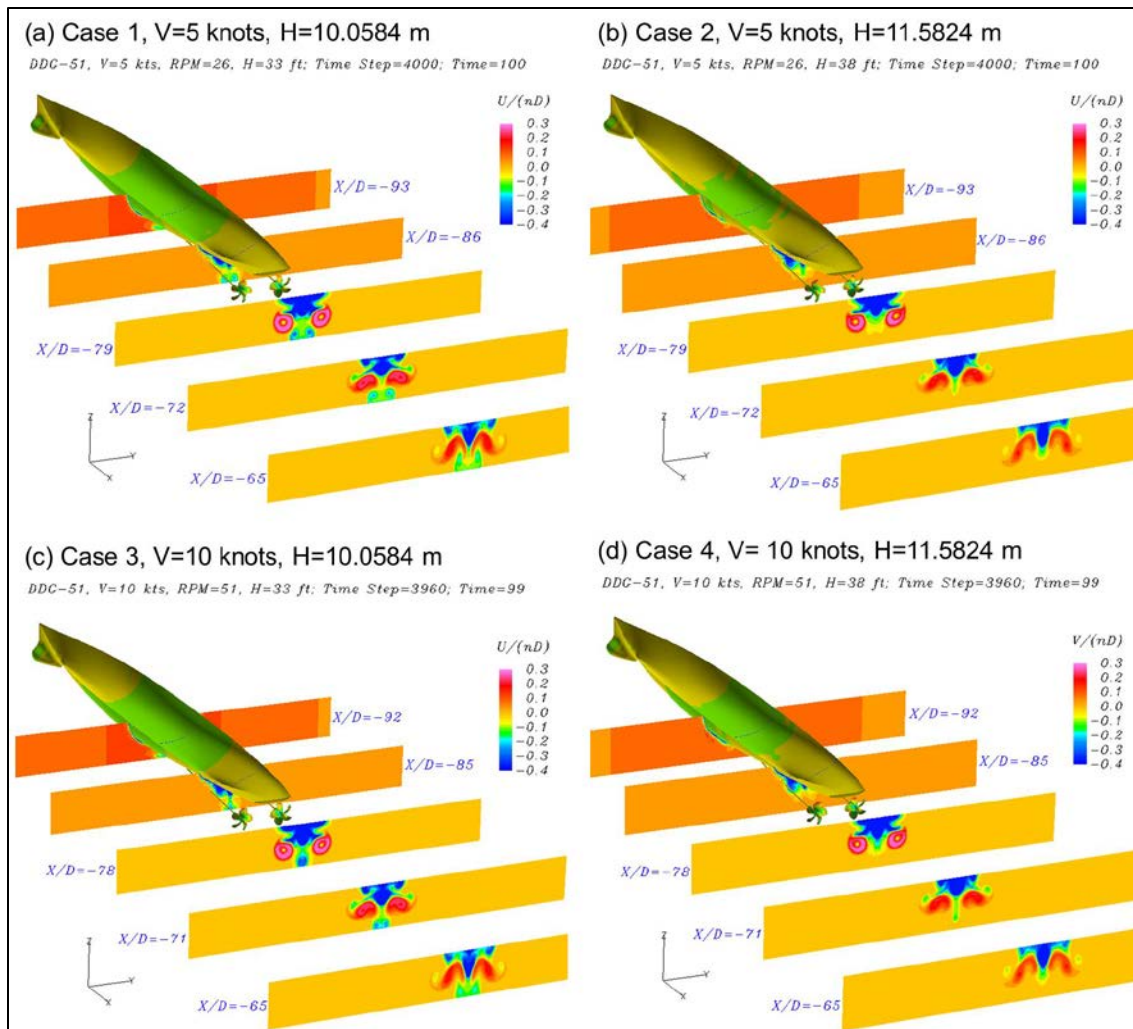 (a) Case 1, V=5 knots, H=10.0584 m
DDG-51, V=5 kts, RPM=26, H=33 ft; Time Step=4000; Time=100
U/(nD)
0.3
0.2
0.1
0.0
-0.1
-0.2
-0.3
-0.4
X/D=-93
X/D=-86
X/D=-79
X/D=-72
X/D=-65
Z
Y
X
(b) Case 2, V=5 knots, H=11.5824 m
DDG-51, V=5 kts, RPM=26, H=38 ft; Time Step=4000; Time=100
U/(nD)
0.3
0.2
0.1
0.0
-0.1
-0.2
-0.3
-0.4
X/D=-93
X/D=-86
X/D=-79
X/D=-72
X/D=-65
Z
Y
X
(c) Case 3, V=10 knots, H=10.0584 m
DDG-51, V=10 kts, RPM=51, H=33 ft; Time Step=3960; Time=99
U/(nD)
0.3
0.2
0.1
0.0
-0.1
-0.2
-0.3
-0.4
X/D=-92
X/D=-85
X/D=-78
X/D=-71
X/D=-65
Z
Y
X
(d) Case 4, V= 10 knots, H=11.5824 m
DDG-51, V=10 kts, RPM=51, H=38 ft; Time Step=3960; Time=99
V/(nD)
0.3
0.2
0.1
0.0
-0.1
-0.2
-0.3
-0.4
X/D=-92
X/D=-85
X/D=-78
X/D=-71
X/D=-65
Z
Y
X